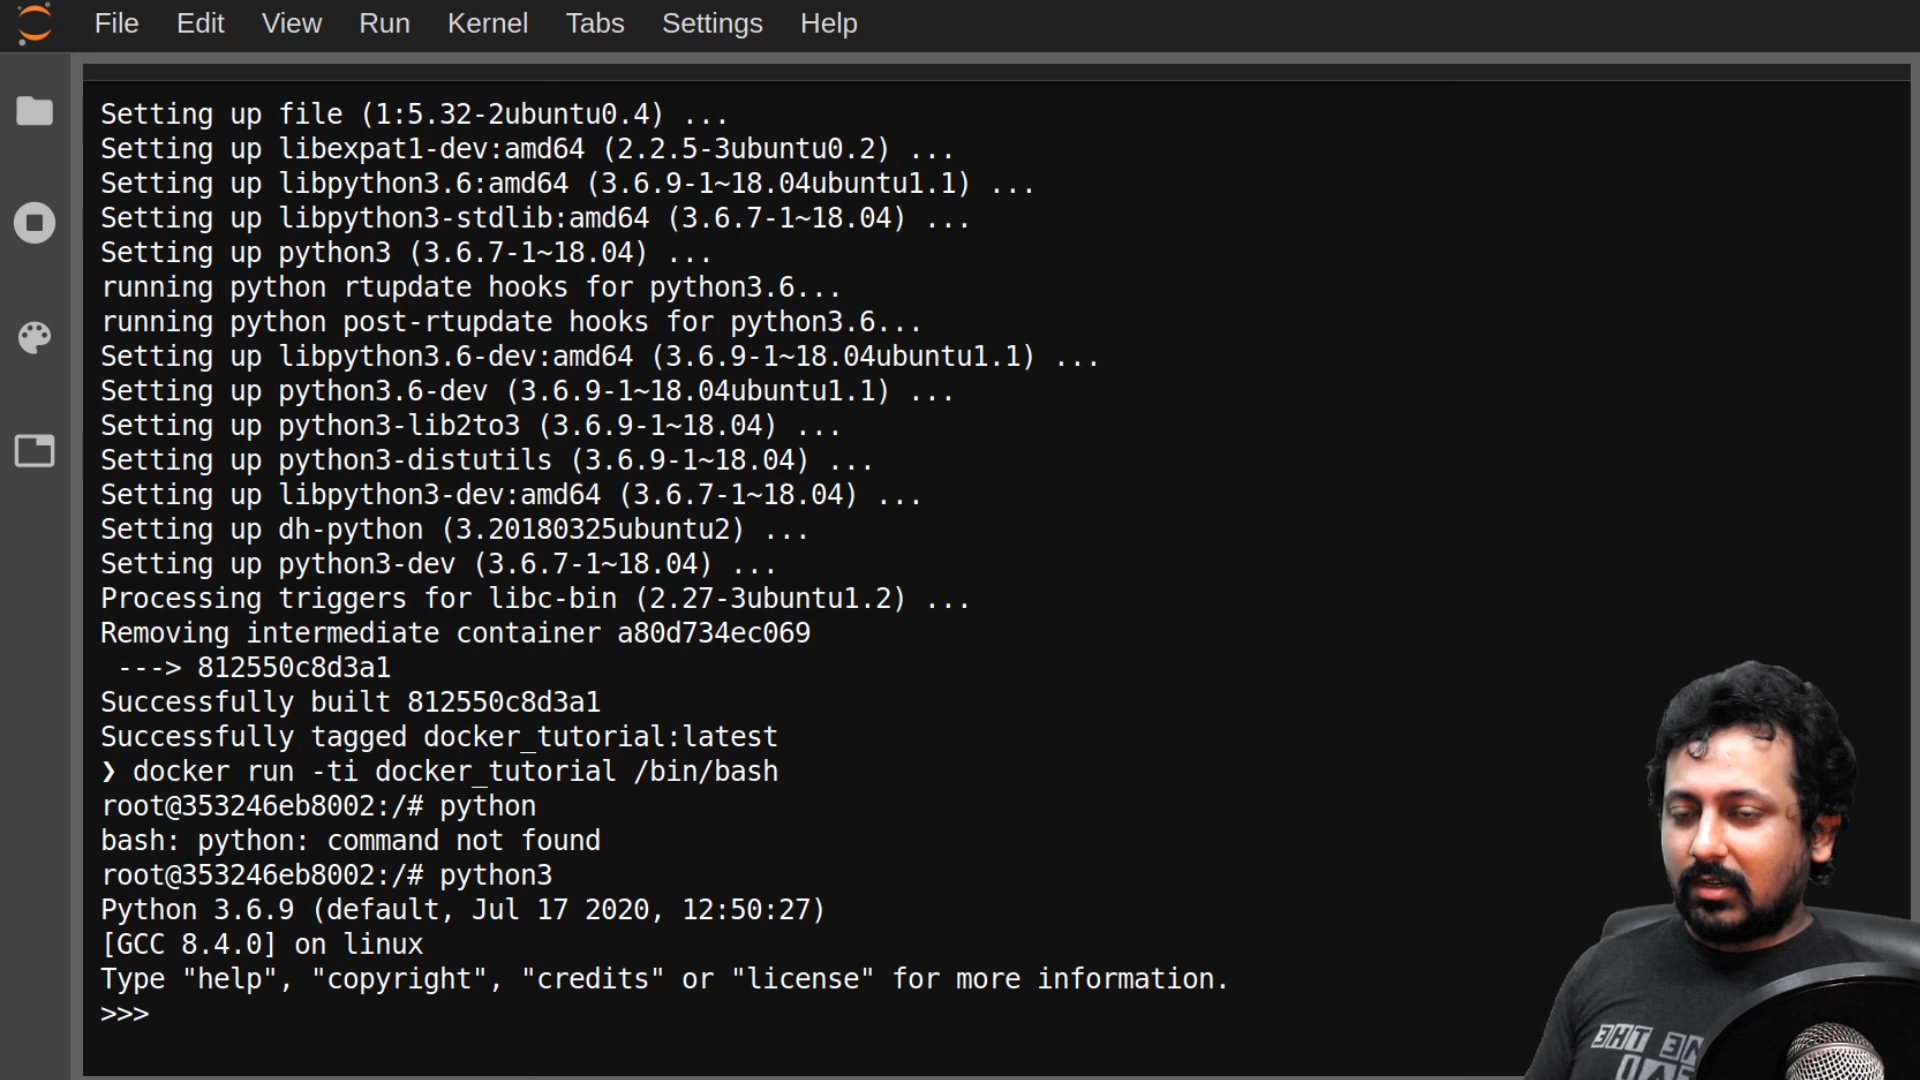 File Edit View Run Kernel Tabs Settings Help
Setting up file (1:5.32-2ubuntu0.4) ...
Setting up libexpat1-dev:amd64 (2.2.5-3ubuntu0.2) ...
Setting up libpython3.6:amd64 (3.6.9-1~18.04ubuntu1.1) ...
Setting up libpython3-stdlib:amd64 (3.6.7-1~18.04) ...
Setting up python3 (3.6.7-1~18.04) ...
running python rtupdate hooks for python3.6...
running python post-rtupdate hooks for python3.6...
Setting up libpython3.6-dev:amd64 (3.6.9-1~18.04ubuntu1.1) ...
Setting up python3.6-dev (3.6.9-1~18.04ubuntu1.1) ...
Setting up python3-lib2to3 (3.6.9-1~18.04) ...
Setting up python3-distutils (3.6.9-1~18.04) ...
Setting up libpython3-dev:amd64 (3.6.7-1~18.04) ...
Setting up dh-python (3.20180325ubuntu2) ...
Setting up python3-dev (3.6.7-1~18.04) ...
Processing triggers for libc-bin (2.27-3ubuntu1.2) ...
Removing intermediate container a80d734ec069
 ---> 812550c8d3a1
Successfully built 812550c8d3a1
Successfully tagged docker_tutorial:latest
❯ docker run -ti docker_tutorial /bin/bash
root@353246eb8002:/# python
bash: python: command not found
root@353246eb8002:/# python3
Python 3.6.9 (default, Jul 17 2020, 12:50:27)
[GCC 8.4.0] on linux
Type "help", "copyright", "credits" or "license" for more information.
>>>